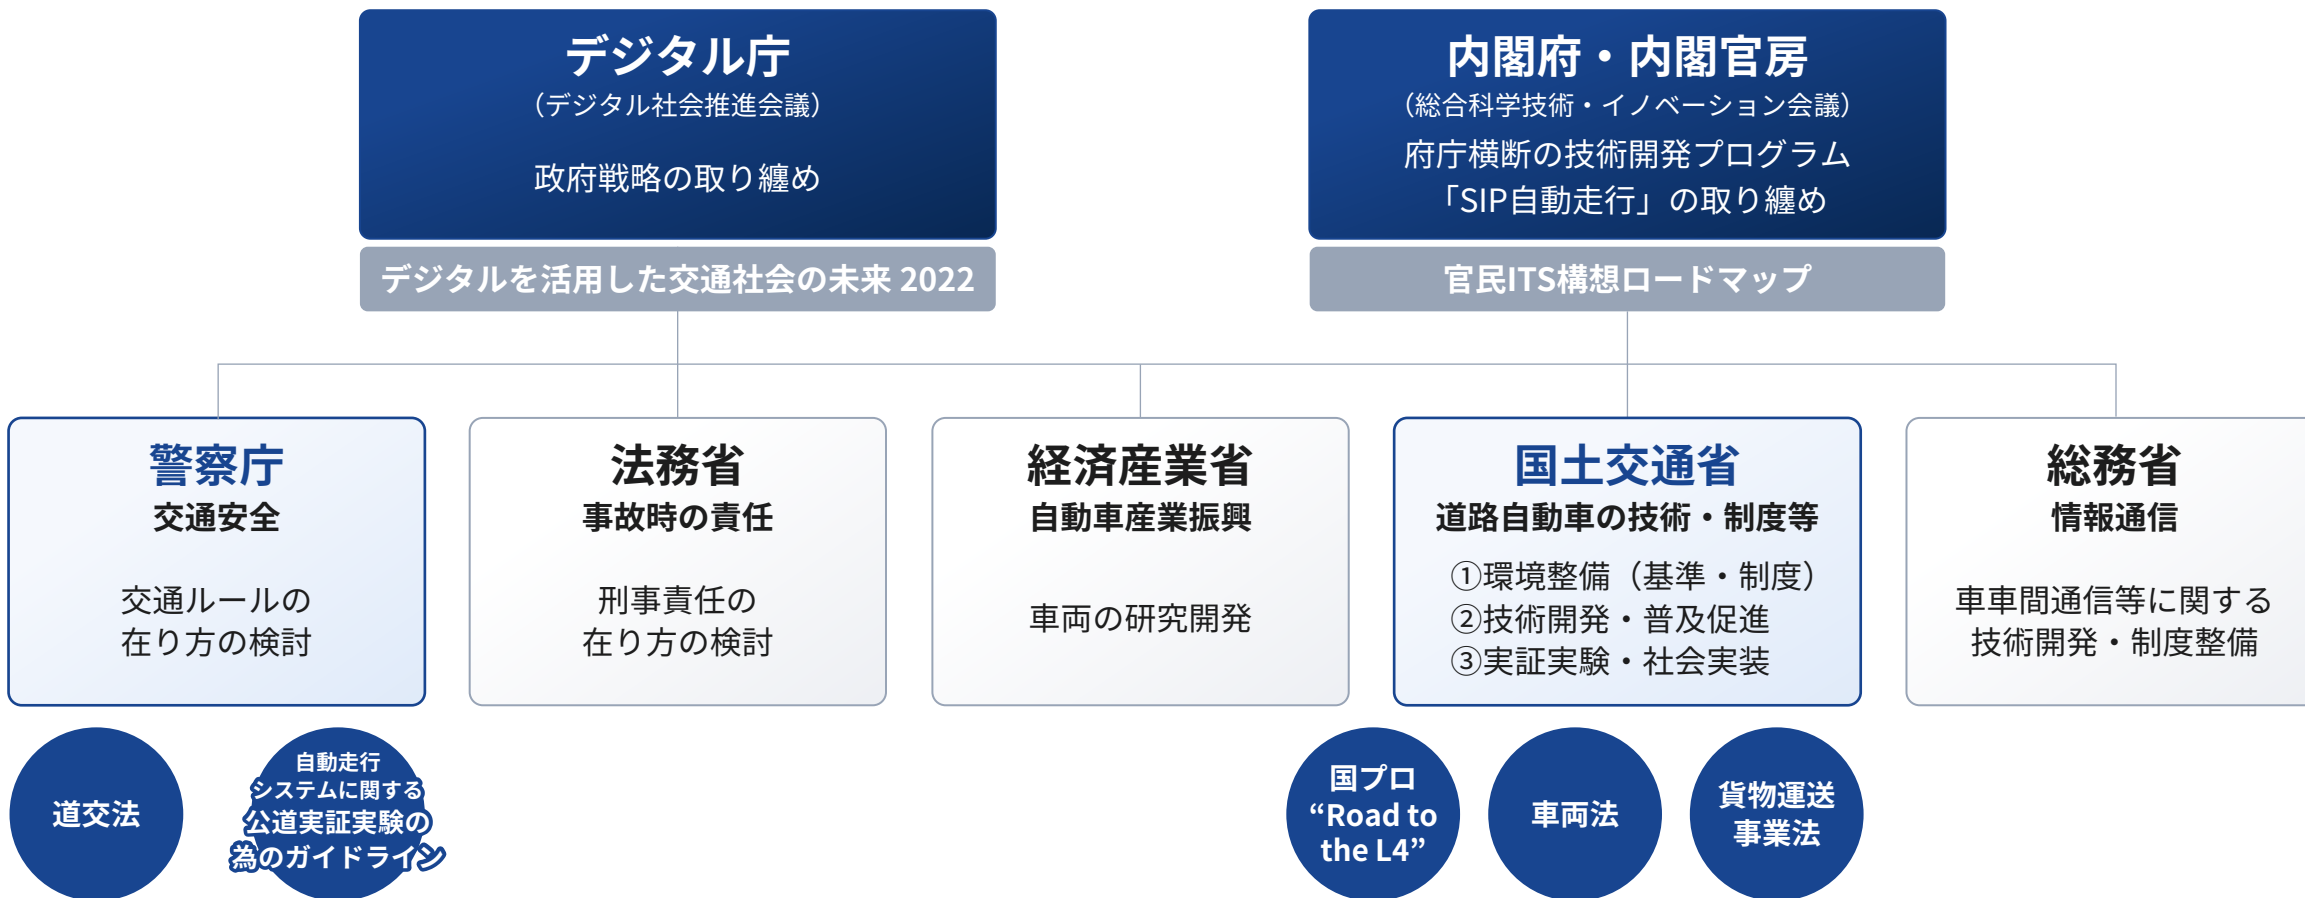 デジタル庁
（デジタル社会推進会議）
政府戦略の取り纏め
デジタルを活用した交通社会の未来 2022
内閣府・内閣官房
（総合科学技術・イノベーション会議）
府庁横断の技術開発プログラム
「SIP自動走行」の取り纏め
官民ITS構想ロードマップ
警察庁
交通安全
交通ルールの
在り方の検討
法務省
事故時の責任
刑事責任の
在り方の検討
経済産業省
自動車産業振興
車両の研究開発
国土交通省
道路自動車の技術・制度等
①環境整備（基準・制度）
②技術開発・普及促進
③実証実験・社会実装
総務省
情報通信
車車間通信等に関する
技術開発・制度整備
道交法
自動走行
システムに関する
公道実証実験の
為のガイドライン
国プロ
“Road to
the L4”
車両法
貨物運送
事業法